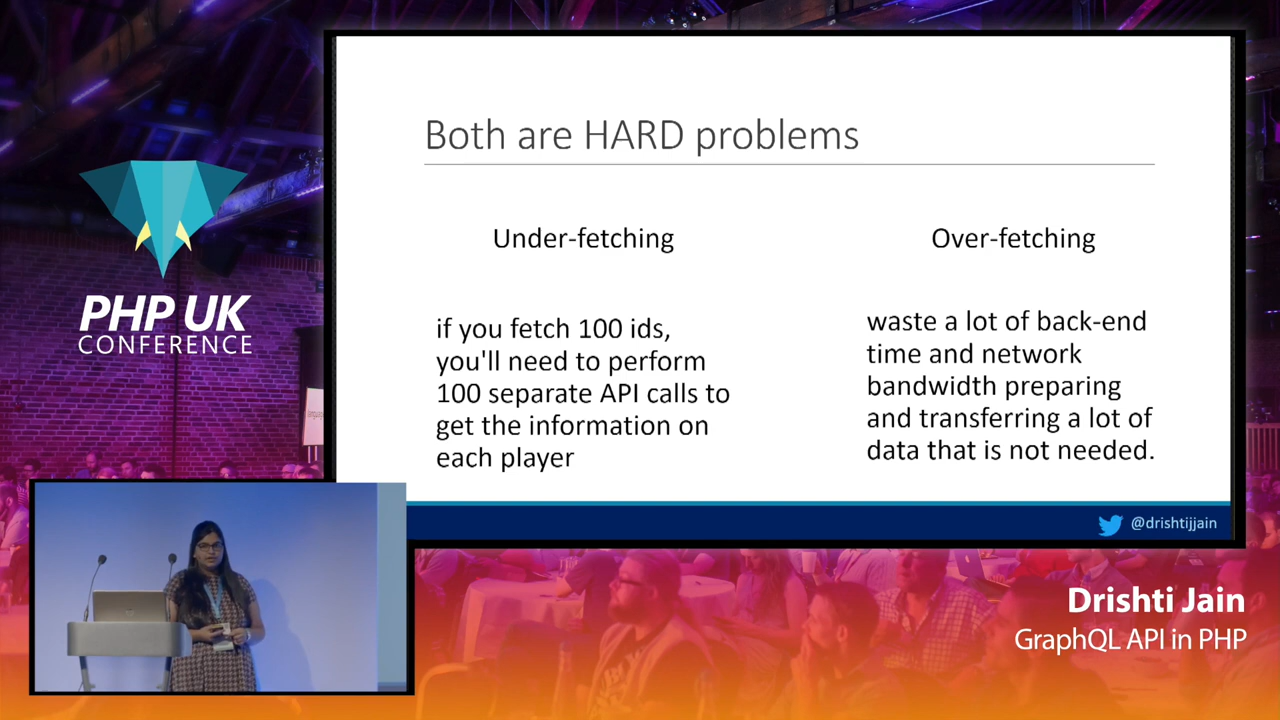 Both are HARD problems
Under-fetching
if you fetch 100 ids,
you'll need to perform
100 separate API calls to
get the information on
each player
Over-fetching
waste a lot of back-end
time and network
bandwidth preparing
and transferring a lot of
data that is not needed.
@drishtijjain
PHP UK
CONFERENCE
Drishti Jain
GraphQL API in PHP